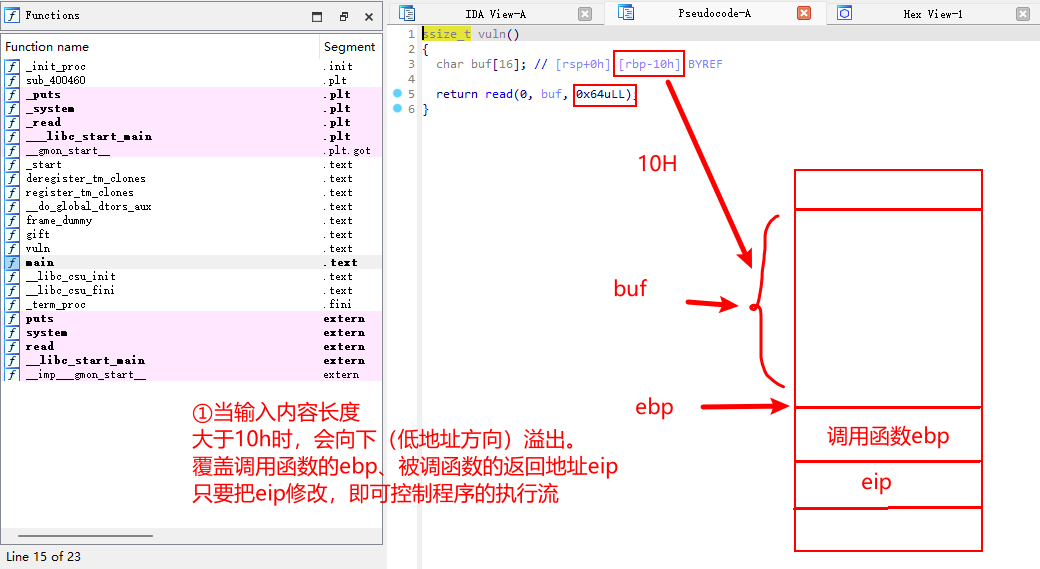 Functions
Function name Segment
f _init_proc .init
f sub_400460 .plt
f _puts .plt
f _system .plt
f _read .plt
f ___libc_start_main .plt
f __gmon_start__ .plt.got
f _start .text
f deregister_tm_clones .text
f register_tm_clones .text
f __do_global_dtors_aux .text
f frame_dummy .text
f gift .text
f vuln .text
f main .text
f __libc_csu_init .text
f __libc_csu_fini .text
f _term_proc .fini
f puts extern
f system extern
f read extern
f __libc_start_main extern
f __imp___gmon_start__ extern
Line 15 of 23
IDA View-A Pseudocode-A Hex View-1
1 ssize_t vuln()
2 {
3 char buf[16]; // [rsp+0h] [rbp-10h] BYREF
4
5 return read(0, buf, 0x64uLL);
6 }
10H
buf
ebp
调用函数ebp
eip
①当输入内容长度
大于10h时，会向下（低地址方向）溢出。
覆盖调用函数的ebp、被调函数的返回地址eip
只要把eip修改，即可控制程序的执行流